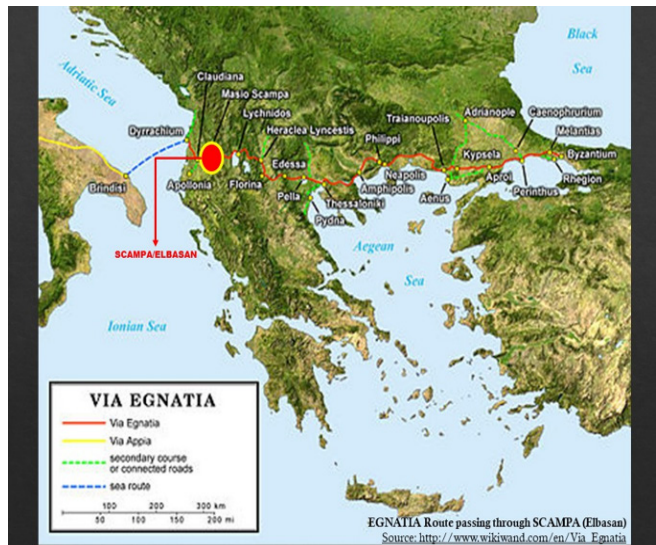 Black
Sea
Adriatic Sea
Claudiana
Masio Scampa
Lychnidos
Heraclea Lyncestis
Dyrrachium
Edessa
Philippi
Traianoupolis
Adrianople
Caenophrurium
Melantias
Byzantium
Kypsela
Brindisi
Apollonia
Florina
Pella
Neapolis
Amphipolis
Thessaloniki
Pydna
Aenus
Aproi
Rhegion
Perinthus
SCAMPA/ELBASAN
Aegean
Sea
Ionian Sea
VIA EGNATIA
Via Egnatia
Via Appia
secondary course
or connected roads
sea route
100 200 300 km
50 100 150 200 mi
EGNATIA Route passing through SCAMPA (Elbasan)
Source: http://www.wikiwand.com/en/Via_Egnatia